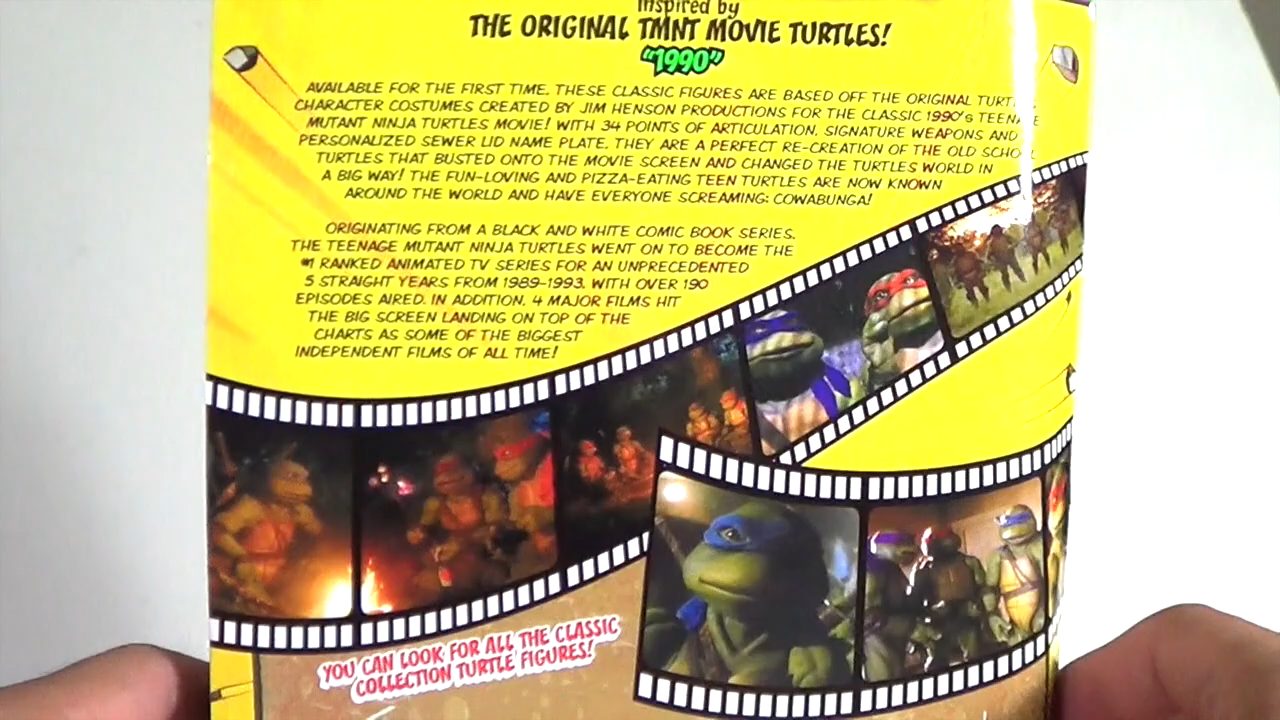 Inspired by
THE ORIGINAL TMNT MOVIE TURTLES!
"1990"
AVAILABLE FOR THE FIRST TIME. THESE CLASSIC FIGURES ARE BASED OFF THE ORIGINAL
CHARACTER COSTUMES CREATED BY JIM HENSON PRODUCTIONS FOR THE CLASSIC 1990's TEENAGE
MUTANT NINJA TURTLES MOVIE! WITH 34 POINTS OF ARTICULATION, SIGNATURE WEAPONS AND
PERSONALIZED SEWER LID NAME PLATE. THEY ARE A PERFECT RE-CREATION OF THE OLD SCHOOL
TURTLES THAT BUSTED ONTO THE MOVIE SCREEN AND CHANGED THE TURTLES WORLD IN
A BIG WAY! THE FUN-LOVING AND PIZZA-EATING TEEN TURTLES ARE NOW KNOWN
AROUND THE WORLD AND HAVE EVERYONE SCREAMING: COWABUNGA!
ORIGINATING FROM A BLACK AND WHITE COMIC BOOK SERIES,
THE TEENAGE MUTANT NINJA TURTLES WENT ON TO BECOME THE
#1 RANKED ANIMATED TV SERIES FOR AN UNPRECEDENTED
5 STRAIGHT YEARS FROM 1989-1993. WITH OVER 190
EPISODES AIRED. IN ADDITION, 4 MAJOR FILMS HIT
THE BIG SCREEN LANDING ON TOP OF THE
CHARTS AS SOME OF THE BIGGEST
INDEPENDENT FILMS OF ALL TIME!
YOU CAN LOOK FOR ALL THE CLASSIC
COLLECTION TURTLE FIGURES!